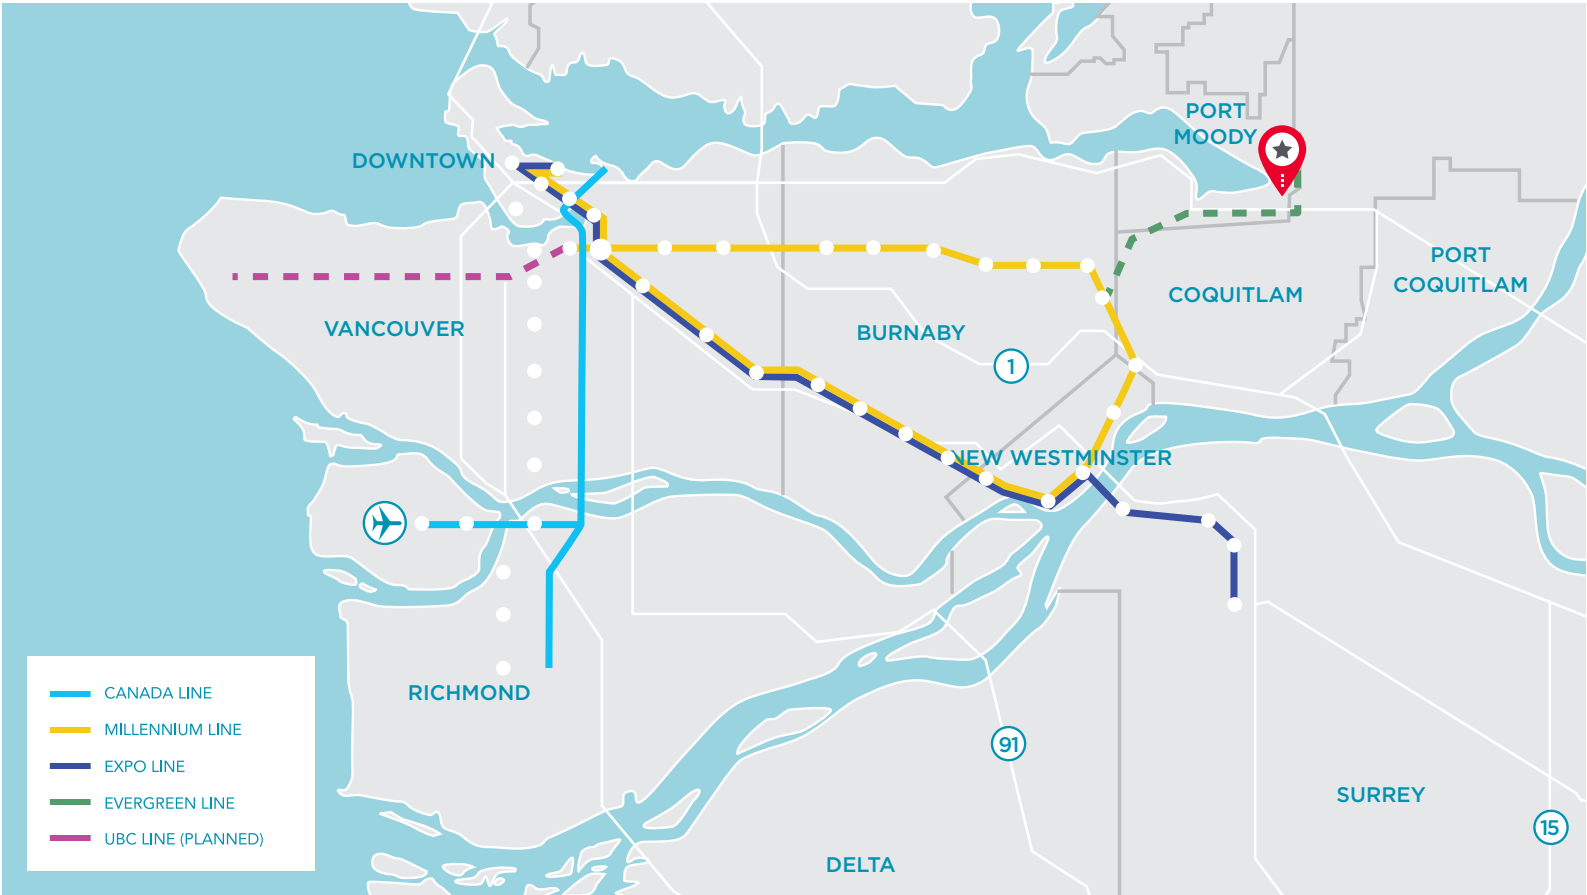 PORT
MOODY
DOWNTOWN
PORT
COQUITLAM
COQUITLAM
VANCOUVER
BURNABY
1
NEW WESTMINSTER
RICHMOND
CANADA LINE
MILLENNIUM LINE
EXPO LINE
EVERGREEN LINE
UBC LINE (PLANNED)
91
SURREY
15
DELTA